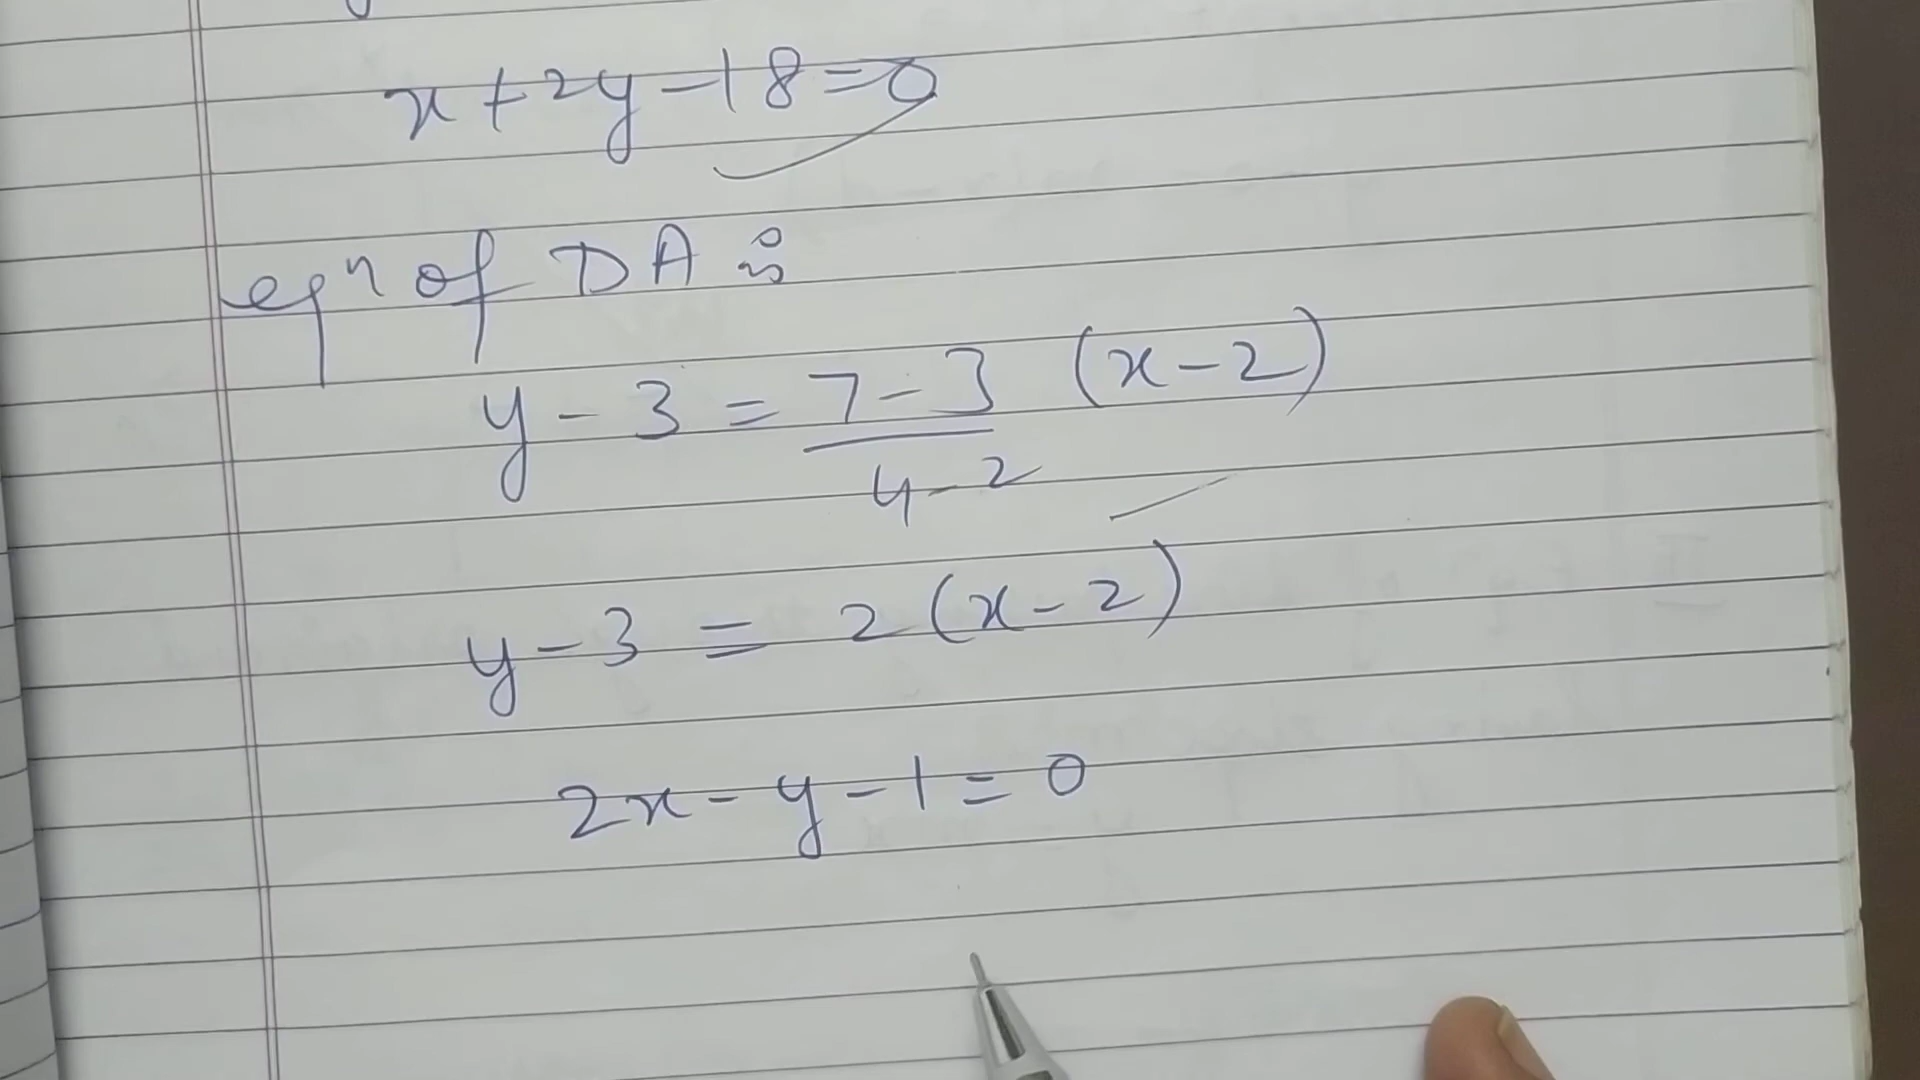 x + 2y - 18 = 0
eqn of DA is
y - 3 = 7 - 3 (x - 2)
4 - 2
y - 3 = 2 (x - 2)
2x - y - 1 = 0